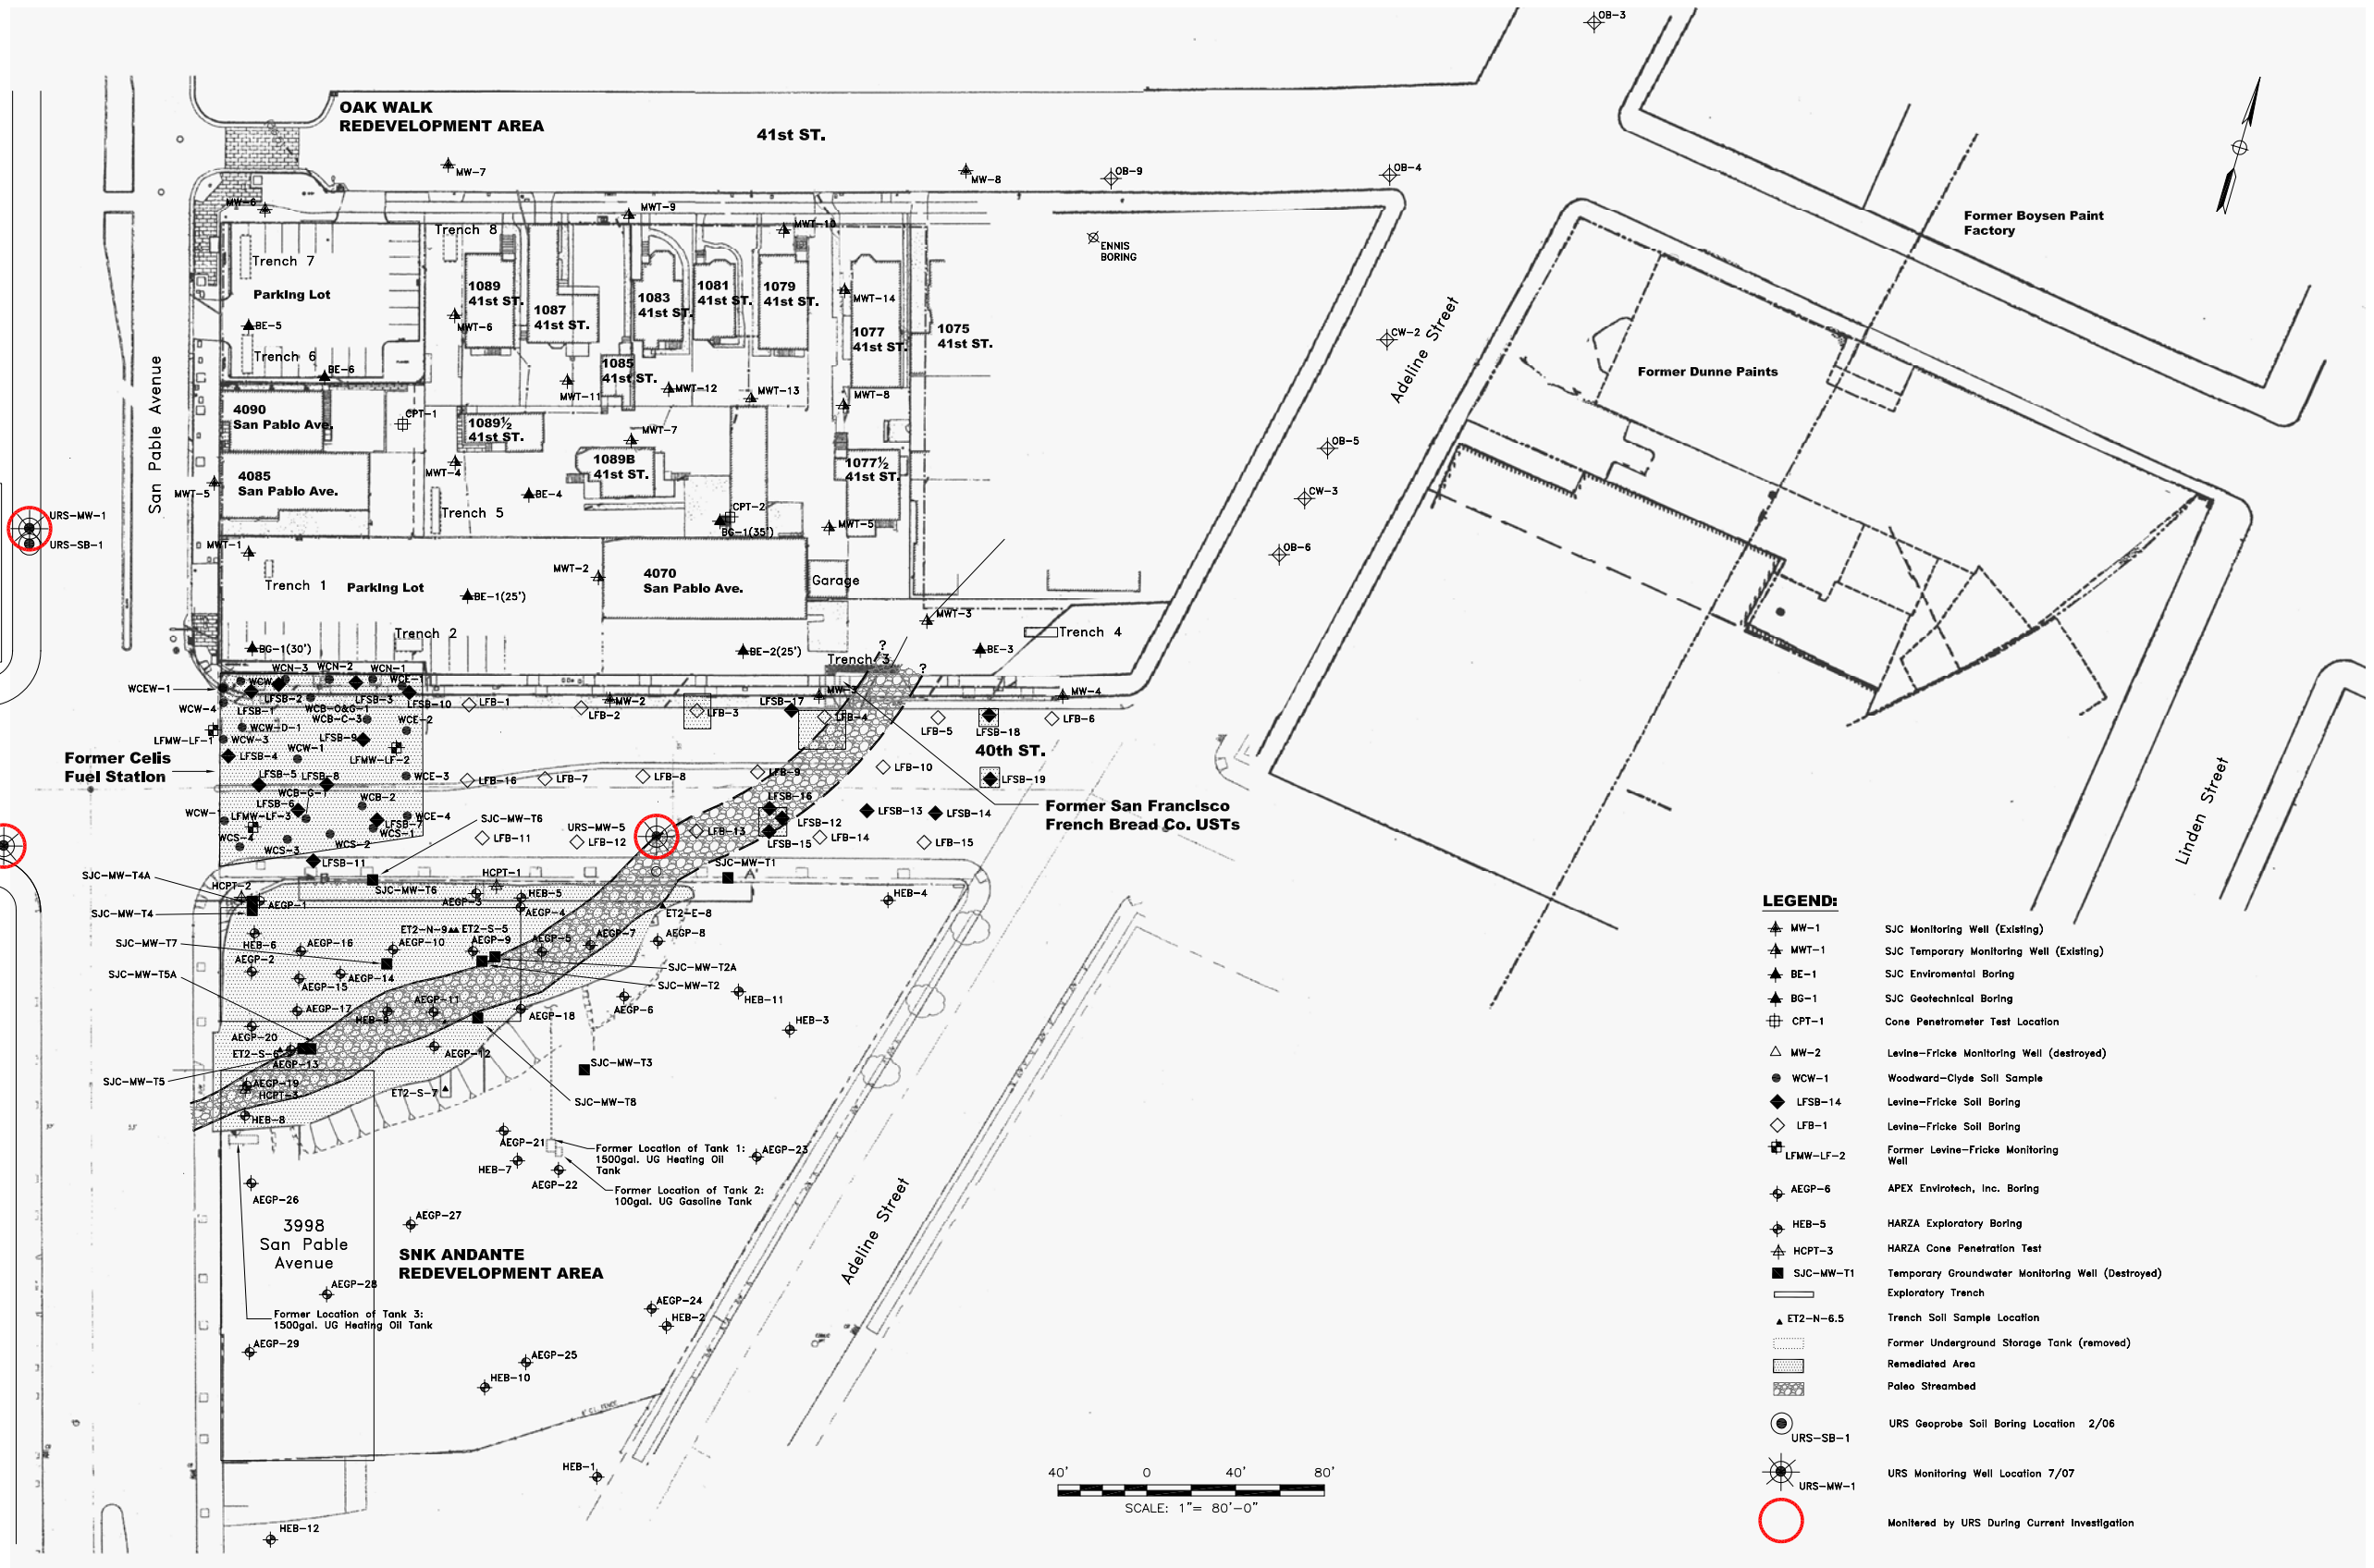 OB-3
OAK WALK
REDEVELOPMENT AREA
41st ST.
MW-7
MW-8
OB-9
OB-4
MW-6
MWT-9
MWT-10
Former Boysen Paint
Factory
Trench 8
Trench 7
ENNIS
BORING
Parking Lot
1089
41st ST.
1087
41st ST.
1083
41st ST.
1081
41st ST.
1079
41st ST.
MWT-14
1077
41st ST.
1075
41st ST.
BE-5
MWT-6
Trench 6
BE-6
CW-2
Adeline Street
Former Dunne Paints
1085
41st ST.
MWT-11
MWT-12
MWT-13
MWT-8
San Pable Avenue
4090
San Pablo Ave.
CPT-1
1089½
41st ST.
MWT-7
OB-5
1089B
41st ST.
1077½
41st ST.
MWT-4
4085
San Pablo Ave.
MWT-5
BE-4
CW-3
Trench 5
CPT-2
BG-1(35')
MWT-5
URS-MW-1
URS-SB-1
MWT-1
OB-6
MWT-2
4070
San Pablo Ave.
Garage
Trench 1
Parking Lot
BE-1(25')
MWT-3
Trench 4
Trench 2
BG-1(30')
BE-2(25')
BE-3
?
Trench 3
?
WCN-3
WCN-2
WCN-1
WCE-1
WCEW-1
WCW
LFSB-2
LFSB-3
LFSB-10
LFB-1
MW-2
LFSB-17
MW-3
MW-4
WCW-4
LFSB-1
WCB-O&G-1
WCB-C-3
WCE-2
LFB-2
LFB-3
LFB-4
LFB-5
LFSB-18
LFB-6
LFMW-LF-1
WCW-D-1
WCW-3
LFSB-9
LFMW-LF-2
40th ST.
Former Celis
Fuel Station
LFSB-4
WCW-1
LFSB-5
LFSB-8
WCE-3
LFB-16
LFB-7
LFB-8
LFB-9
LFB-10
LFSB-19
WCB-G-1
WCB-2
LFSB-6
WCW-1
LFMW-LF-3
WCE-4
LFSB-7
SJC-MW-T6
LFSB-16
LFSB-12
LFSB-13
LFSB-14
Former San Francisco
French Bread Co. USTs
WCS-4
WCS-3
WCS-2
WCS-1
URS-MW-5
LFB-11
LFB-12
LFB-13
LFSB-15
LFB-14
LFB-15
LFSB-11
SJC-MW-T1
Linden Street
SJC-MW-T4A
HCPT-2
SJC-MW-T6
HCPT-1
AEGP-1
AEGP-3
HEB-5
AEGP-4
HEB-4
SJC-MW-T4
ET2-E-8
ET2-N-9
ET2-S-5
SJC-MW-T7
HEB-6
AEGP-16
AEGP-10
AEGP-9
AEGP-5
AEGP-7
AEGP-8
SJC-MW-T5A
AEGP-2
AEGP-15
AEGP-14
SJC-MW-T2A
SJC-MW-T2
AEGP-17
HEB-9
AEGP-11
AEGP-18
AEGP-6
HEB-11
HEB-3
AEGP-20
ET2-S-6
AEGP-13
AEGP-12
SJC-MW-T3
SJC-MW-T5
AEGP-19
HCPT-3
ET2-S-7
SJC-MW-T8
HEB-8
AEGP-21
Former Location of Tank 1:
1500gal. UG Heating Oil
Tank
AEGP-23
HEB-7
AEGP-22
Former Location of Tank 2:
100gal. UG Gasoline Tank
AEGP-26
AEGP-27
Adeline Street
3998
San Pable
Avenue
SNK ANDANTE
REDEVELOPMENT AREA
AEGP-28
Former Location of Tank 3:
1500gal. UG Heating Oil Tank
AEGP-24
HEB-2
AEGP-29
AEGP-25
HEB-10
HEB-1
HEB-12
40'
0
40'
80'
SCALE: 1"= 80'-0"
LEGEND:
MW-1 SJC Monitoring Well (Existing)
MWT-1 SJC Temporary Monitoring Well (Existing)
BE-1 SJC Enviromental Boring
BG-1 SJC Geotechnical Boring
CPT-1 Cone Penetrometer Test Location
MW-2 Levine-Fricke Monitoring Well (destroyed)
WCW-1 Woodward-Clyde Soil Sample
LFSB-14 Levine-Fricke Soil Boring
LFB-1 Levine-Fricke Soil Boring
LFMW-LF-2 Former Levine-Fricke Monitoring
Well
AEGP-6 APEX Envirotech, Inc. Boring
HEB-5 HARZA Exploratory Boring
HCPT-3 HARZA Cone Penetration Test
SJC-MW-T1 Temporary Groundwater Monitoring Well (Destroyed)
Exploratory Trench
ET2-N-6.5 Trench Soil Sample Location
Former Underground Storage Tank (removed)
Remediated Area
Paleo Streambed
URS-SB-1 URS Geoprobe Soil Boring Location 2/06
URS-MW-1 URS Monitoring Well Location 7/07
Monitered by URS During Current Investigation